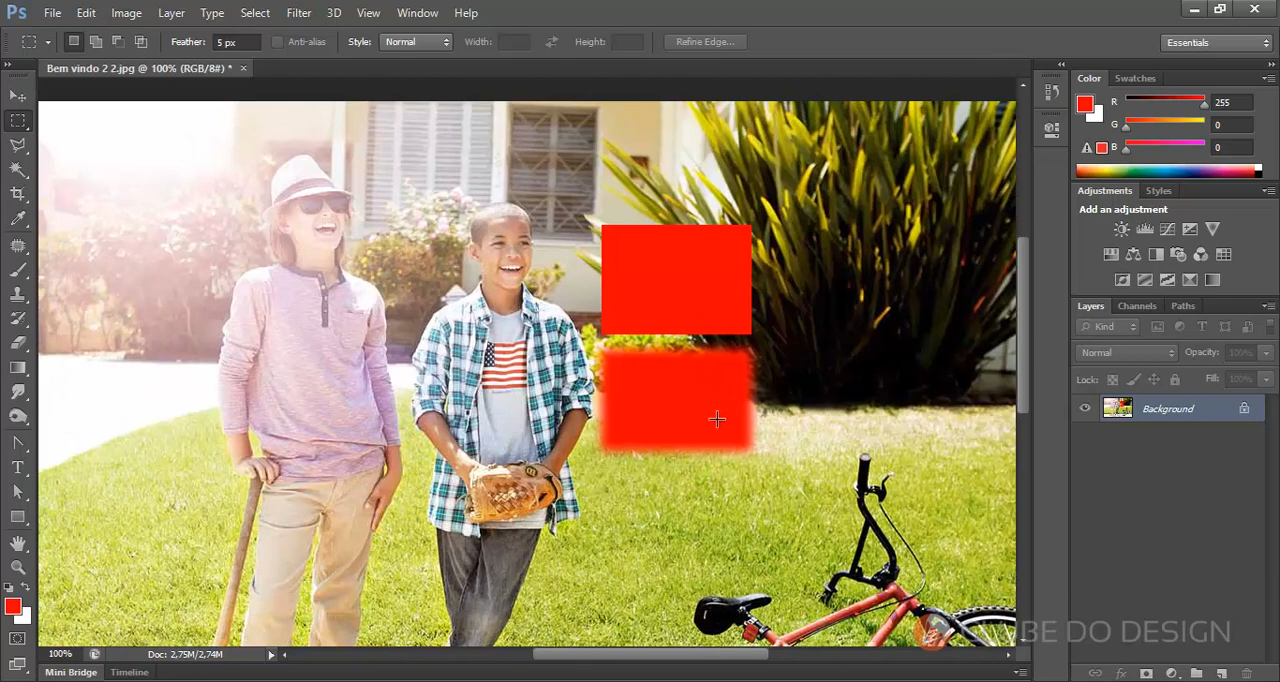 Ps File Edit Image Layer Type Select Filter 3D View Window Help
Feather: 5 px Anti-alias Style: Normal Width: Height: Refine Edge... Essentials
Bem vindo 2 2.jpg @ 100% (RGB/8#) * ×
Color Swatches
R 255
G 0
B 0
Adjustments Styles
Add an adjustment
Layers Channels Paths
Kind
Normal Opacity: 100%
Lock: Fill: 100%
Background
BE DO DESIGN
100% Doc: 2,75M/2,74M
Mini Bridge Timeline